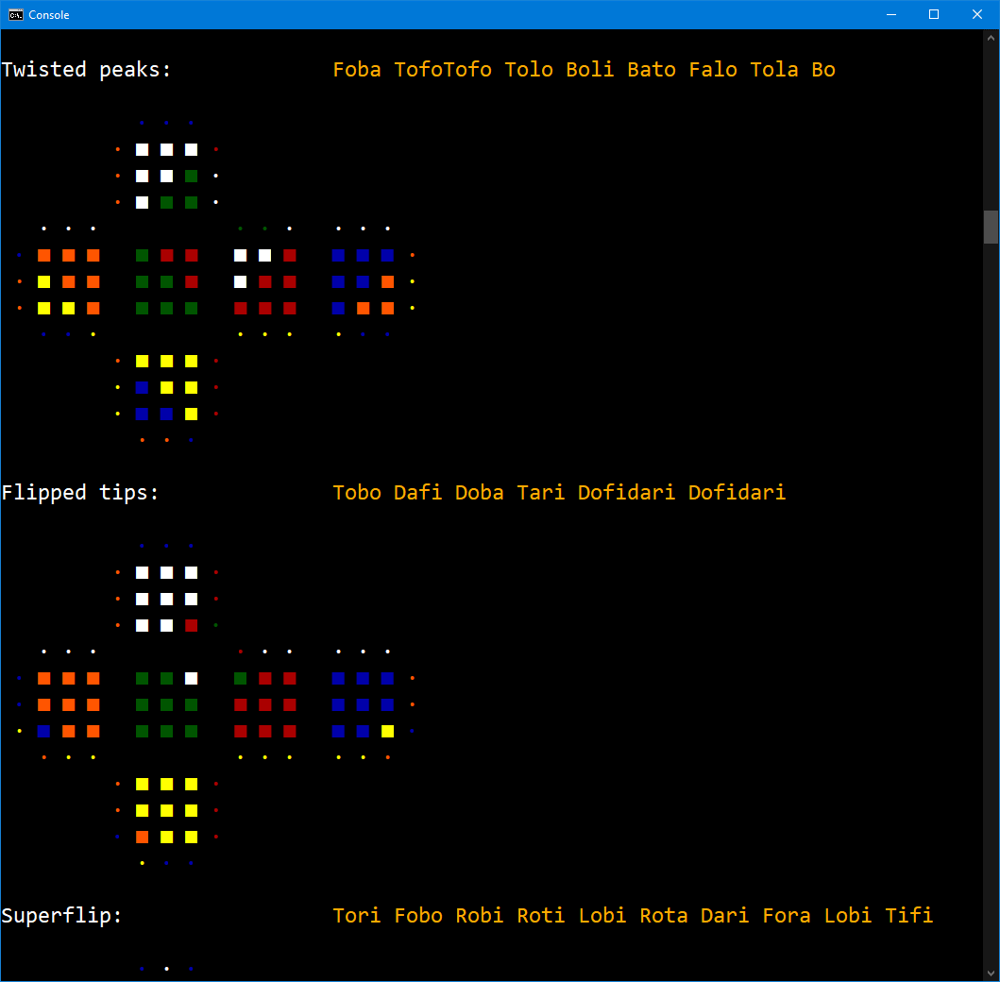 Console
Twisted peaks: Foba TofoTofo Tolo Boli Bato Falo Tola Bo
Flipped tips: Tobo Dafi Doba Tari Dofidari Dofidari
Superflip: Tori Fobo Robi Roti Lobi Rota Dari Fora Lobi Tifi